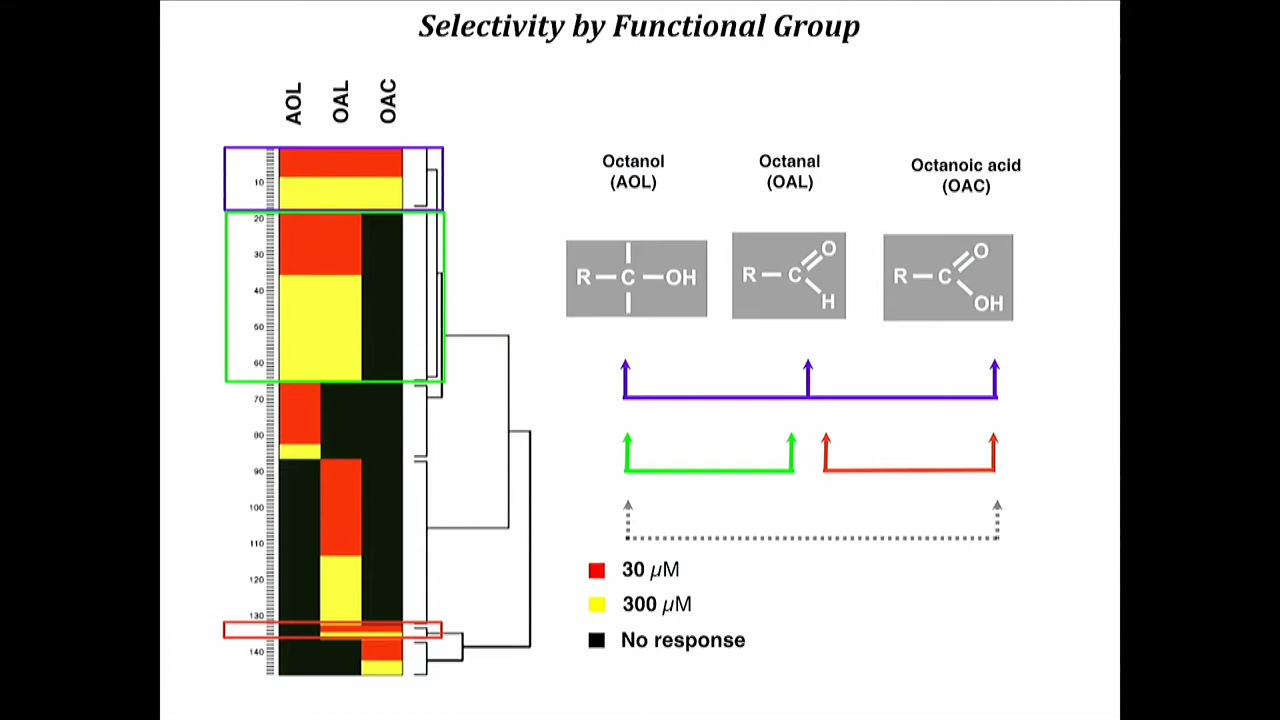 Selectivity by Functional Group
AOL
OAL
OAC
Octanol
(AOL)
Octanal
(OAL)
Octanoic acid
(OAC)
R — C — OH
R — C
O
H
R — C
O
OH
10
20
30
40
50
60
70
80
90
100
110
120
130
140
30 µM
300 µM
No response